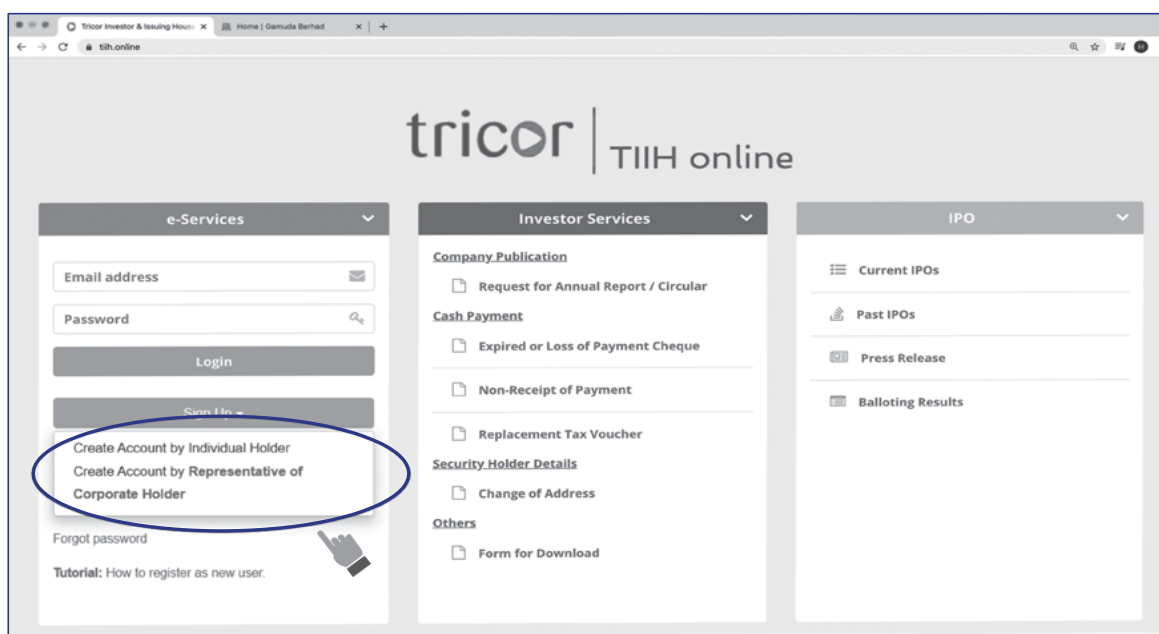 Tricor Investor & Issuing Hous
Home | Gamuda Berhad
tiih.online
H
tricor
TIIH online
e-Services
Email address
Password
Login
Sign Up
Create Account by Individual Holder
Create Account by Representative of
Corporate Holder
Forgot password
Tutorial: How to register as new user.
Investor Services
Company Publication
Request for Annual Report / Circular
Cash Payment
Expired or Loss of Payment Cheque
Non-Receipt of Payment
Replacement Tax Voucher
Security Holder Details
Change of Address
Others
Form for Download
IPO
Current IPOs
Past IPOs
Press Release
Balloting Results